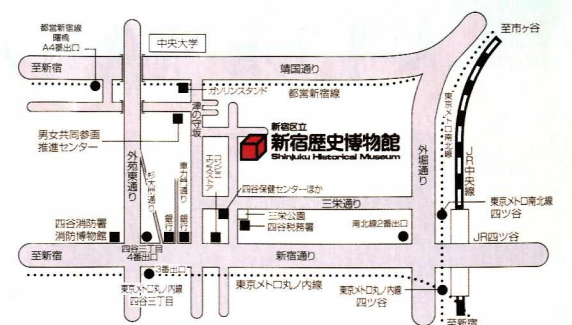 都営新宿線
曙橋
A4番出口
中央大学
至市ヶ谷
至新宿
靖国通り
ガソリンスタンド
都営新宿線
津の守坂
東京メトロ南北線
JR中央線
男女共同参画
推進センター
新宿区立
新宿歴史博物館
Shinjuku Historical Museum
外苑東通り
杉大門通り
車力門通り
外堀通り
四谷保健センターほか
三栄通り
三栄公園
四谷税務署
銀行
銀行
南北線2番出口
東京メトロ南北線
四ツ谷
四谷消防署
消防博物館
四谷三丁目
4番出口
JR四ツ谷
至新宿
新宿通り
3番出口
東京メトロ丸ノ内線
四谷三丁目
東京メトロ丸ノ内線
東京メトロ丸ノ内線
四ツ谷
至新宿